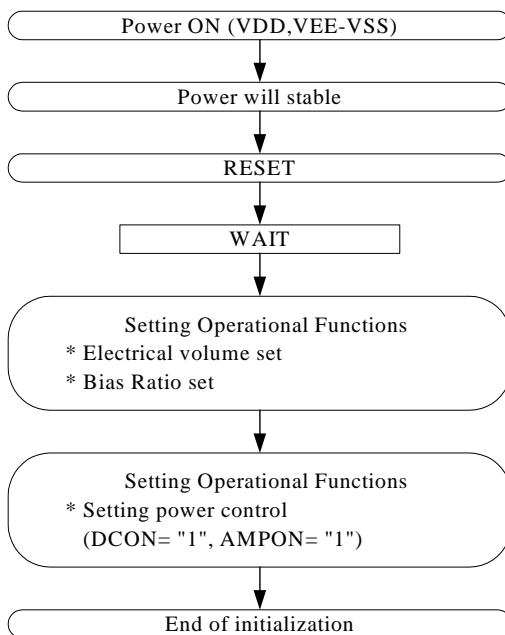 Power ON (VDD,VEE-VSS)
Power will stable
RESET
WAIT
Setting Operational Functions
* Electrical volume set
* Bias Ratio set
Setting Operational Functions
* Setting power control
(DCON= "1", AMPON= "1")
End of initialization